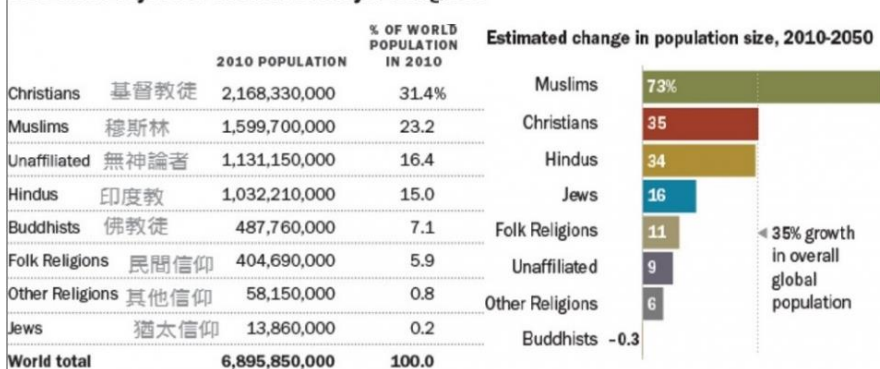 % OF WORLD
POPULATION
2010 POPULATION IN 2010
Christians 基督教徒 2,168,330,000 31.4%
Muslims 穆斯林 1,599,700,000 23.2
Unaffiliated 無神論者 1,131,150,000 16.4
Hindus 印度教 1,032,210,000 15.0
Buddhists 佛教徒 487,760,000 7.1
Folk Religions 民間信仰 404,690,000 5.9
Other Religions 其他信仰 58,150,000 0.8
Jews 猶太信仰 13,860,000 0.2
World total 6,895,850,000 100.0
Estimated change in population size, 2010-2050
Muslims 73%
Christians 35
Hindus 34
Jews 16
Folk Religions 11
Unaffiliated 9
Other Religions 6
Buddhists -0.3
35% growth
in overall
global
population